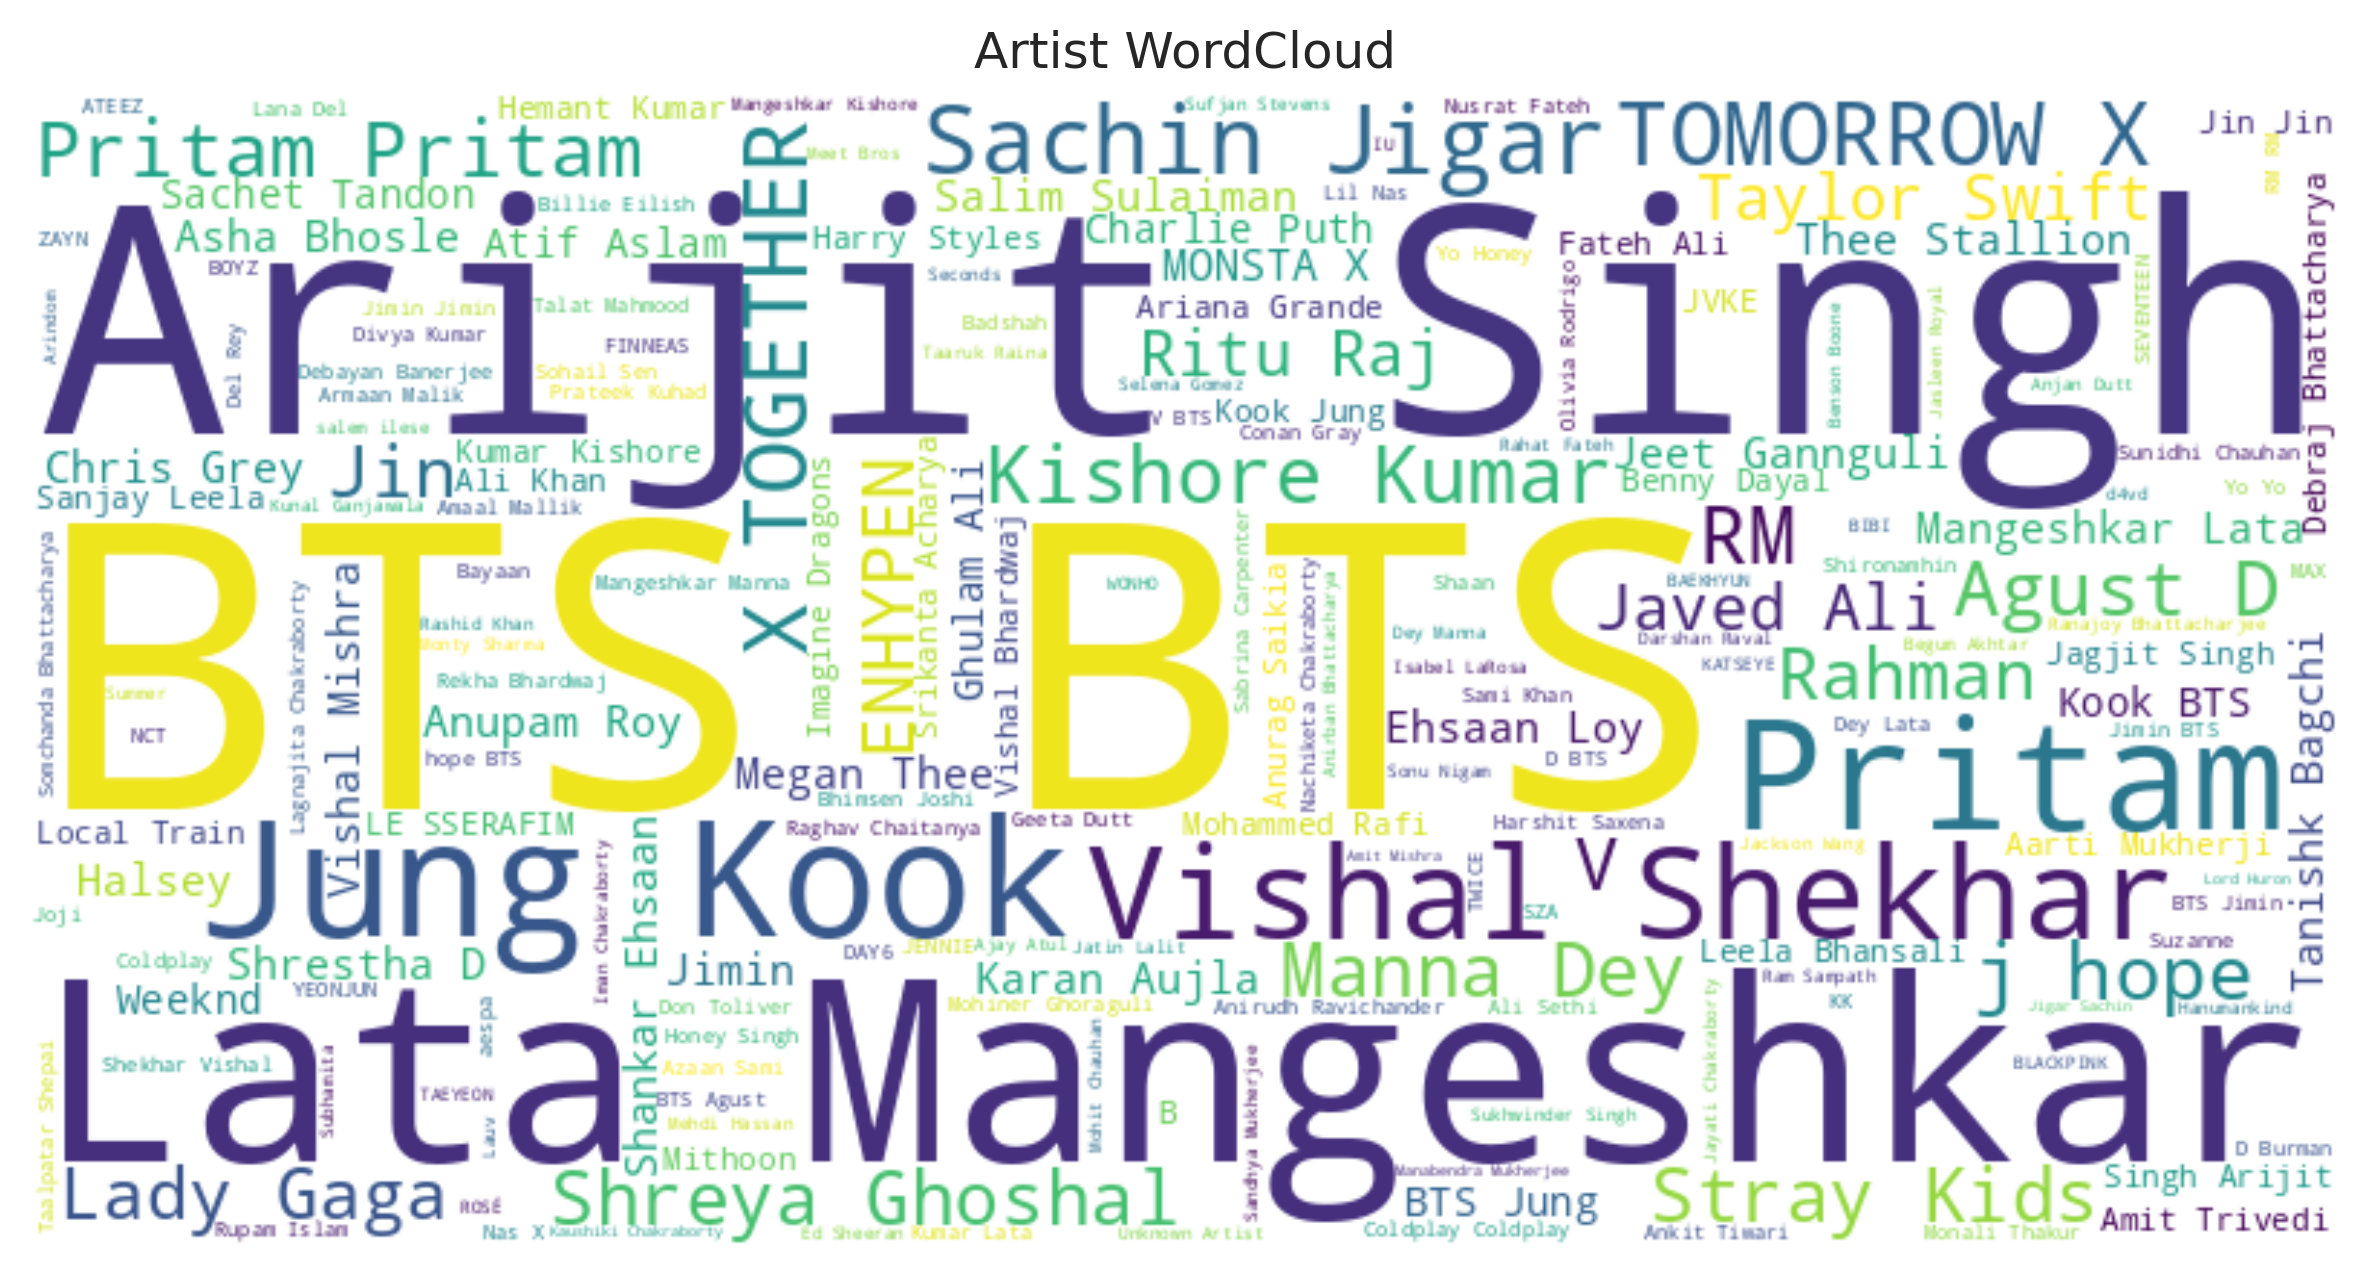 Artist WordCloud
ATEEZ
Lana Del
Hemant Kumar
Mangeshkar Kishore
Sufjan Stevens
Nusrat Fateh
Pritam Pritam
Sachin Jigar
TOMORROW X
Jin Jin
IU
RM RM
Meet Bros
X TOGETHER
Sachet Tandon
Billie Eilish
Salim Sulaiman
Lil Nas
Taylor Swift
Debraj Bhattacharya
ZAYN
Asha Bhosle
Atif Aslam
Harry Styles
Charlie Puth
Yo Honey
Fateh Ali
Thee Stallion
Arijit Singh
BOYZ
Seconds
MONSTA X
SEVENTEEN
Arindom
Del Rey
Jimin Jimin
Talat Mahmood
Ariana Grande
Olivia Rodrigo
JVKE
Benson Boone
Jasleen Royal
Divya Kumar
FINNEAS
Badshah
Taaruk Raina
Ritu Raj
Debayan Banerjee
Sohail Sen
Selena Gomez
Anjan Dutt
Armaan Malik
Prateek Kuhad
V BTS
Kook Jung
salem ilese
Conan Gray
Rahat Fateh
Chris Grey
Jin
Kumar Kishore
Kishore Kumar
Jeet Gannguli
Sunidhi Chauhan
Ali Khan
Benny Dayal
Sanjay Leela
Kunal Ganjawala
Amaal Mallik
d4vd
Yo Yo
Imagine Dragons
ENHYPEN
Srikanta Acharya
Ghulam Ali
Vishal Bhardwaj
BTS BTS
RM
BIBI
Mangeshkar Lata
Somchanda Bhattacharya
Lagnajita Chakraborty
Vishal Mishra
Bayaan
Mangeshkar Manna
WONHO
Sabrina Carpenter
Anurag Saikia
Nachiketa Chakraborty
Anirban Bhattacharya
Shaan
BAEKHYUN
Shironamhin
MAX
Javed Ali
Agust D
Rashid Khan
Monty Sharma
Dey Manna
Darshan Raval
Ranajoy Bhattacharjee
Begum Akhtar
Rekha Bhardwaj
Isabel LaRosa
KATSEYE
Rahman
Jagjit Singh
Tanishk Bagchi
Summer
NCT
Anupam Roy
Sami Khan
Kook BTS
Ehsaan Loy
Dey Lata
Jimin BTS
hope BTS
Megan Thee
Sonu Nigam
D BTS
Pritam
Bhimsen Joshi
Local Train
LE SSERAFIM
Raghav Chaitanya
Geeta Dutt
Mohammed Rafi
Harshit Saxena
Jackson Wang
Aarti Mukherji
Halsey
Jung Kook
Iman Chakraborty
Shankar Ehsaan
Vishal Shekhar
Amit Mishra
TWICE
V
Lord Huron
Joji
SZA
BTS Jimin
Coldplay
Shrestha D
DAY6
JENNIE
Ajay Atul
Jatin Lalit
Leela Bhansali
Suzanne
Jimin
Karan Aujla
Manna Dey
Ram Sampath
j hope
Weeknd
YEONJUN
Don Toliver
Mohiner Ghoraguli
Anirudh Ravichander
Ali Sethi
KK
Jigar Sachin
Hanumankind
Lata Mangeshkar
aespa
Honey Singh
Mohit Chauhan
Jayati Chakraborty
Taalpatar Shepai
Shekhar Vishal
Subhamita
Azaan Sami
Sandhya Mukherjee
BLACKPINK
TAEYEON
BTS Agust
B
Sukhwinder Singh
Lauv
Mehdi Hassan
Mithoon
D Burman
Lady Gaga
Shreya Ghoshal
Manabendra Mukherjee
Stray Kids
Singh Arijit
ROSÉ
BTS Jung
Amit Trivedi
Rupam Islam
Nas X
Kaushiki Chakraborty
Ed Sheeran
Kumar Lata
Unknown Artist
Coldplay Coldplay
Ankit Tiwari
Monali Thakur